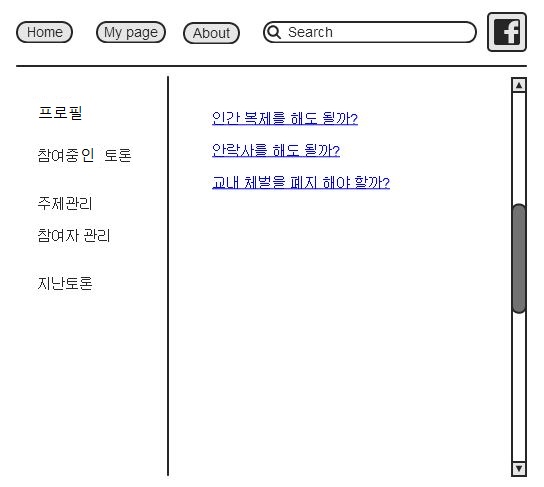 Home My page About Search
프로필
참여중인 토론
주제관리
참여자 관리
지난토론
인간 복제를 해도 될까?
안락사를 해도 될까?
교내 체벌을 폐지 해야 할까?